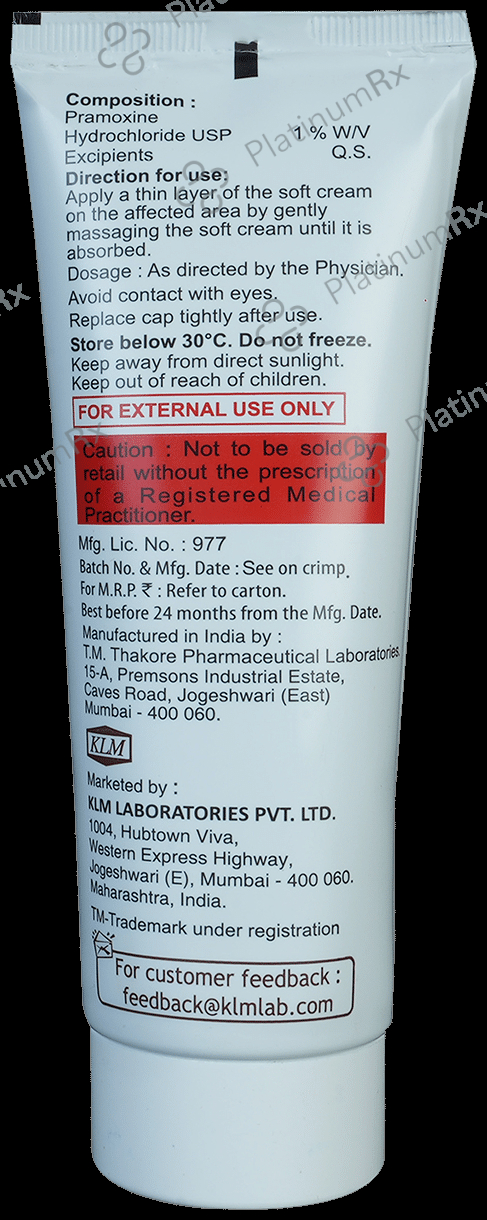 Composition :
Pramoxine
Hydrochloride USP 1 % W/V
Excipients Q.S.
Direction for use:
Apply a thin layer of the soft cream
on the affected area by gently
massaging the soft cream until it is
absorbed.
Dosage : As directed by the Physician.
Avoid contact with eyes.
Replace cap tightly after use.
Store below 30°C. Do not freeze.
Keep away from direct sunlight.
Keep out of reach of children.
FOR EXTERNAL USE ONLY
Caution : Not to be sold by
retail without the prescription
of a Registered Medical
Practitioner.
Mfg. Lic. No. : 977
Batch No. & Mfg. Date : See on crimp.
For M.R.P. ₹ : Refer to carton.
Best before 24 months from the Mfg. Date.
Manufactured in India by :
T.M. Thakore Pharmaceutical Laboratories,
15-A, Premsons Industrial Estate,
Caves Road, Jogeshwari (East)
Mumbai - 400 060.
KLM
Marketed by :
KLM LABORATORIES PVT. LTD.
1004, Hubtown Viva,
Western Express Highway,
Jogeshwari (E), Mumbai - 400 060.
Maharashtra, India.
TM-Trademark under registration
For customer feedback :
feedback@klmlab.com
PlatinumRx
PlatinumRx
PlatinumRx